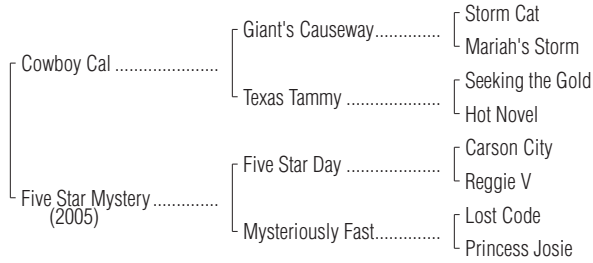 Storm Cat
Giant's Causeway..............
Mariah's Storm
Cowboy Cal .....................
Seeking the Gold
Texas Tammy ...................
Hot Novel
Carson City
Five Star Day ...................
Reggie V
Five Star Mystery .............
(2005)
Lost Code
Mysteriously Fast.............
Princess Josie